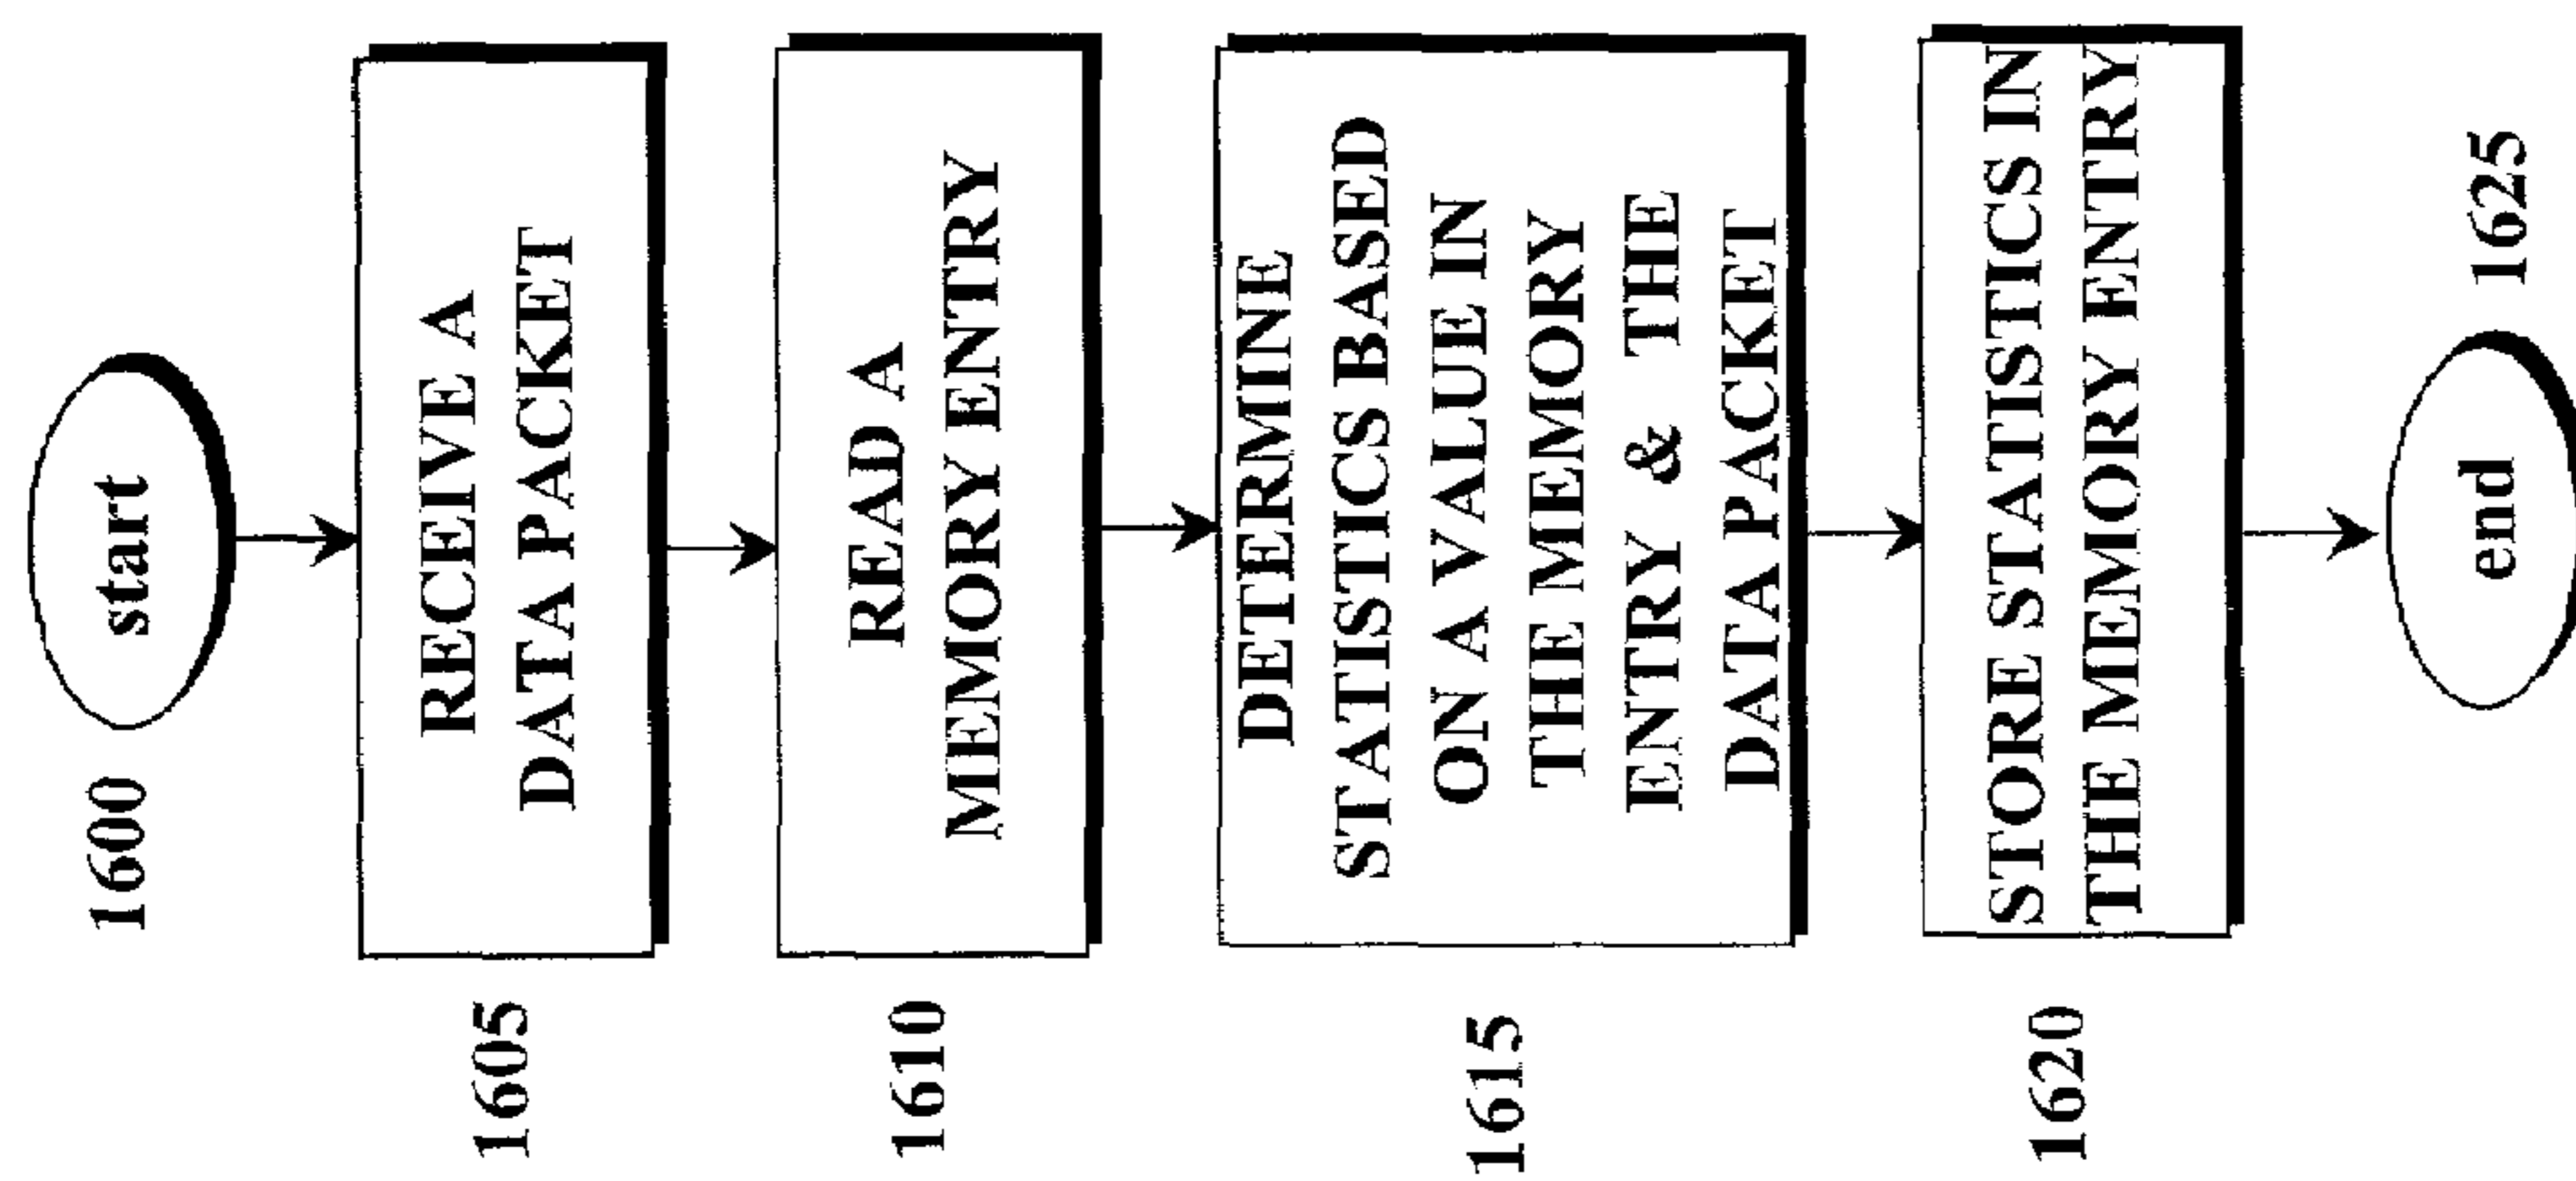 1600
start
1605
RECEIVE A
DATA PACKET
1610
READ A
MEMORY ENTRY
1615
DETERMINE
STATISTICS BASED
ON A VALUE IN
THE MEMORY
ENTRY & THE
DATA PACKET
1620
STORE STATISTICS IN
THE MEMORY ENTRY
end
1625